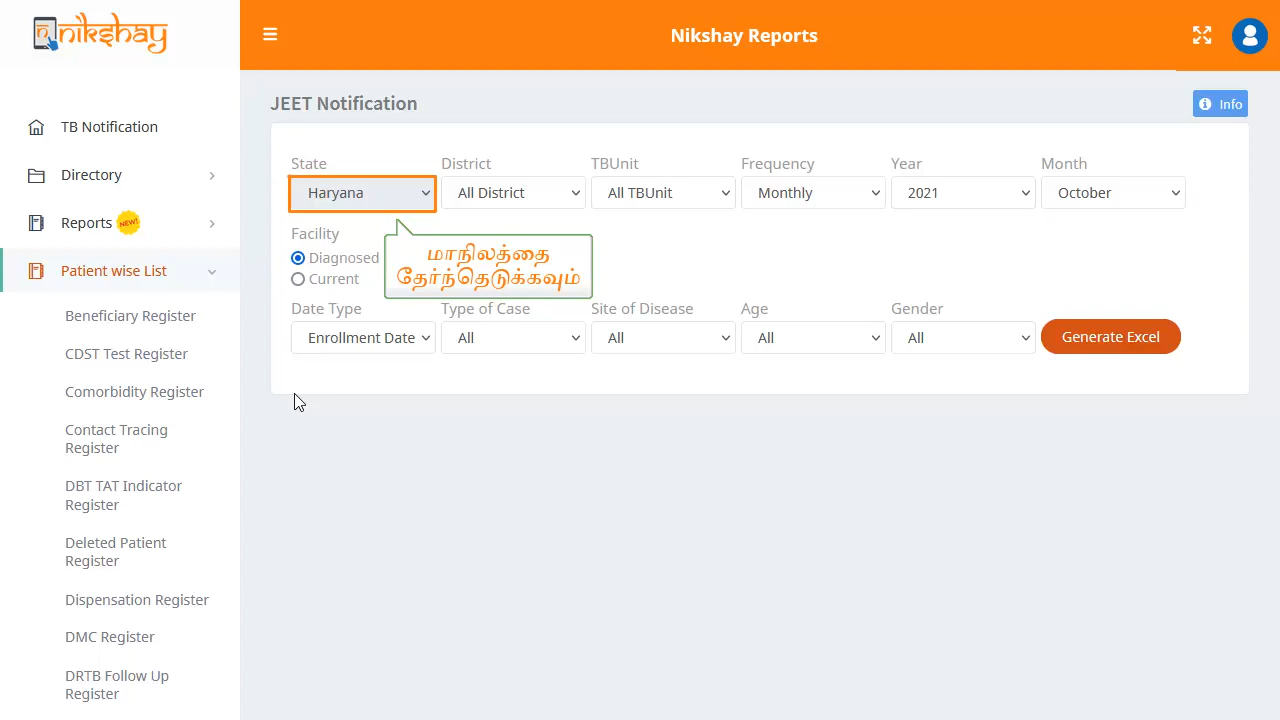 nikshay
Nikshay Reports
JEET Notification
Info
TB Notification
Directory
Reports NEW!
Patient wise List
Beneficiary Register
CDST Test Register
Comorbidity Register
Contact Tracing
Register
DBT TAT Indicator
Register
Deleted Patient
Register
Dispensation Register
DMC Register
DRTB Follow Up
Register
State District TBUnit Frequency Year Month
Haryana All District All TBUnit Monthly 2021 October
Facility
Diagnosed
Current
மாநிலத்தை
தேர்ந்தெடுக்கவும்
Date Type Type of Case Site of Disease Age Gender
Enrollment Date All All All All Generate Excel